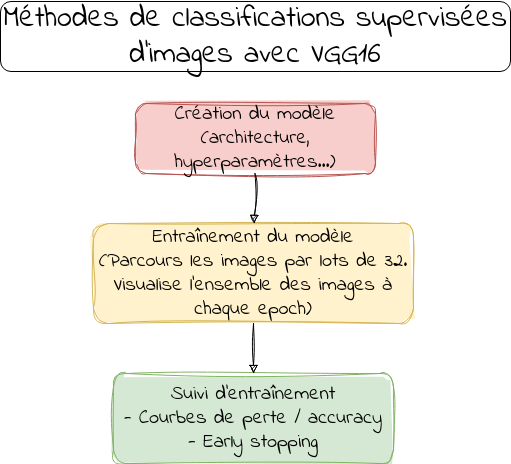 Méthodes de classifications supervisées
d'images avec VGG16
Création du modèle
(architecture,
hyperparamètres...)
Entraînement du modèle
(Parcours les images par lots de 32.
Visualise l'ensemble des images à
chaque epoch)
Suivi d'entraînement
- Courbes de perte / accuracy
- Early stopping